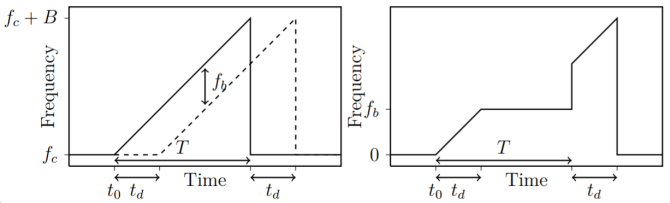 f_c + B
Frequency
f_b
T
f_c
t_0 t_d
Time
t_d
Frequency
f_b
T
0
t_0 t_d
Time
t_d